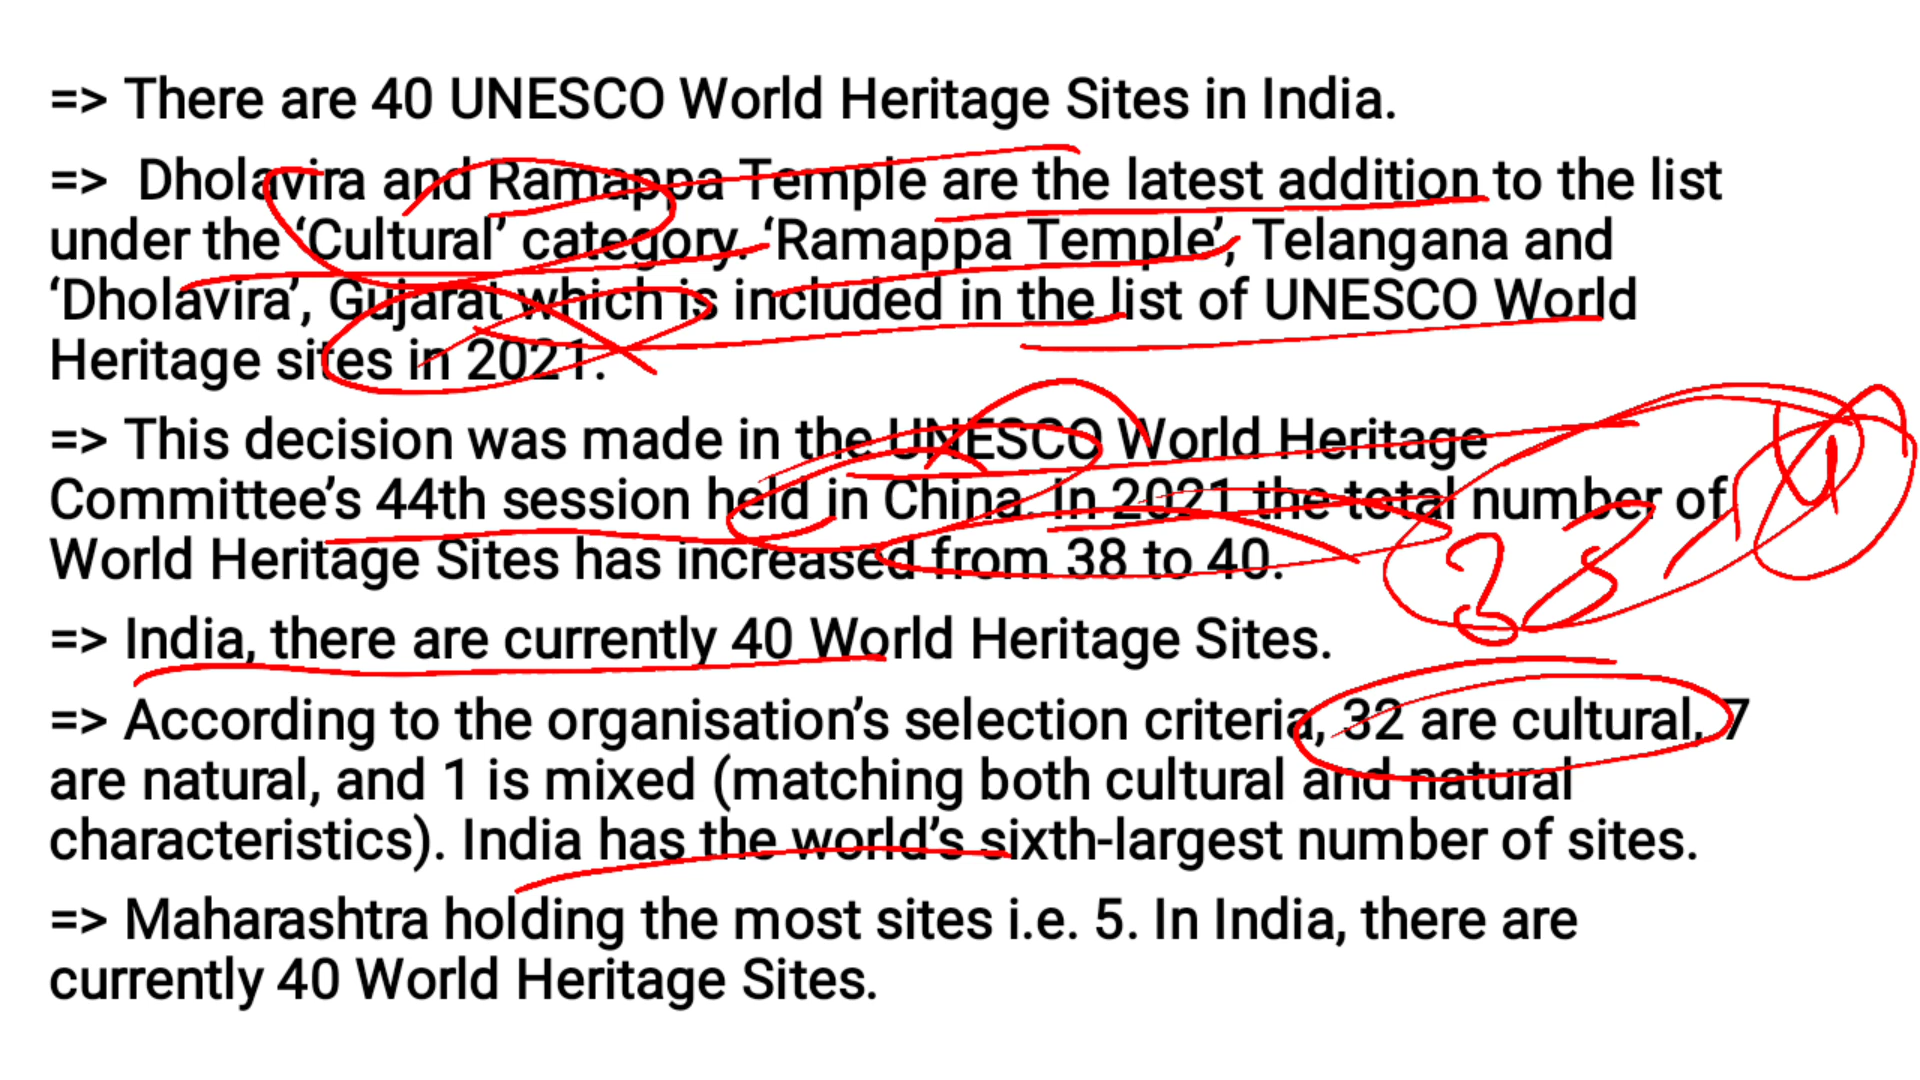 => There are 40 UNESCO World Heritage Sites in India.
=> Dholavira and Ramappa Temple are the latest addition to the list
under the ‘Cultural’ category. ‘Ramappa Temple’, Telangana and
‘Dholavira’, Gujarat which is included in the list of UNESCO World
Heritage sites in 2021.
=> This decision was made in the UNESCO World Heritage
Committee’s 44th session held in China. In 2021 the total number of
World Heritage Sites has increased from 38 to 40.
38
=> India, there are currently 40 World Heritage Sites.
=> According to the organisation’s selection criteria, 32 are cultural, 7
are natural, and 1 is mixed (matching both cultural and natural
characteristics). India has the world’s sixth-largest number of sites.
=> Maharashtra holding the most sites i.e. 5. In India, there are
currently 40 World Heritage Sites.